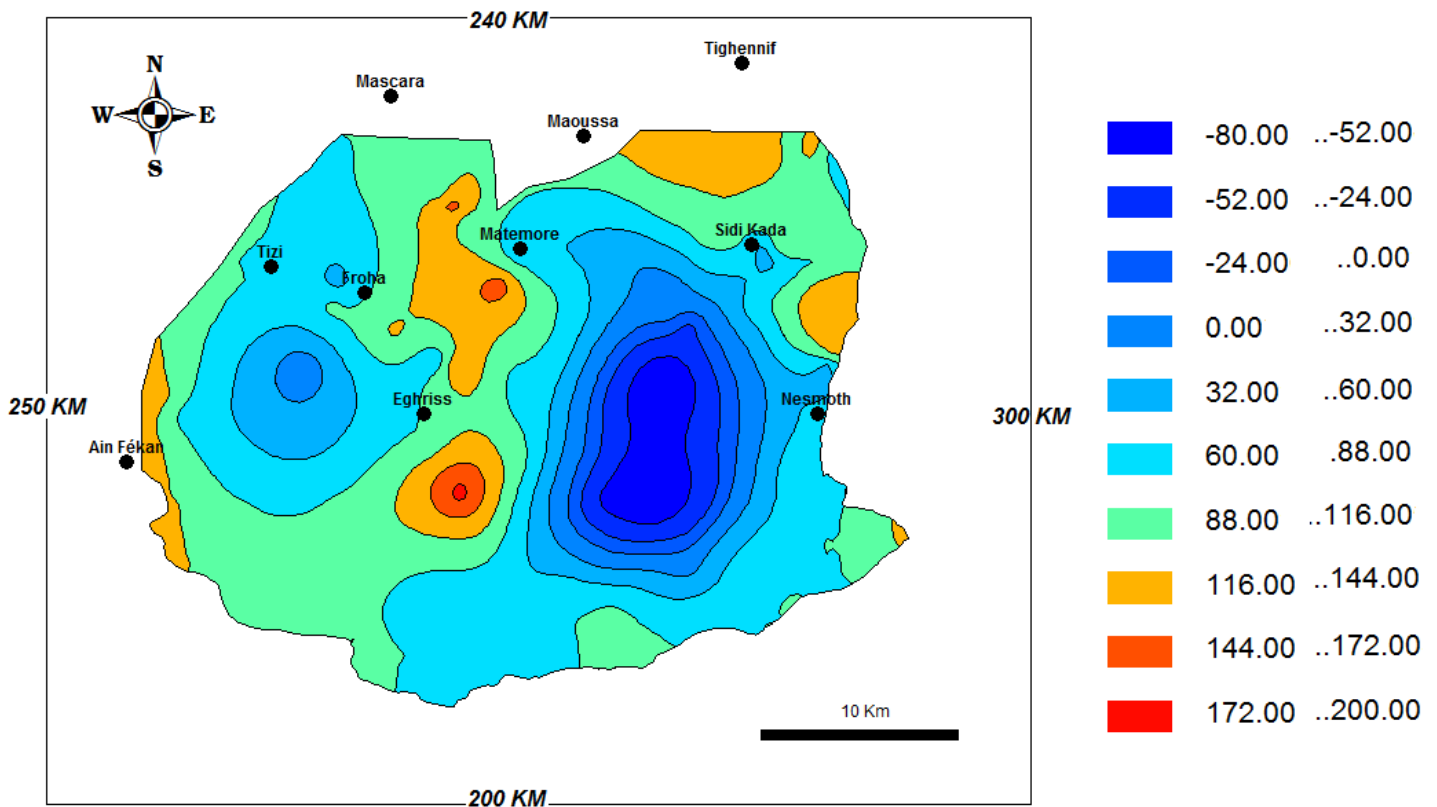 240 KM
Tighennif
Mascara
N
W E
S
Maoussa
-80.00 ..-52.00
-52.00 ..-24.00
Matemore
Sidi Kada
Tizi
Froha
-24.00 ..0.00
0.00 ..32.00
250 KM
Eghriss
Nesmoth
300 KM
32.00 ..60.00
Ain Fékan
60.00 .88.00
88.00 ..116.00
116.00 ..144.00
144.00 ..172.00
10 Km
172.00 ..200.00
200 KM